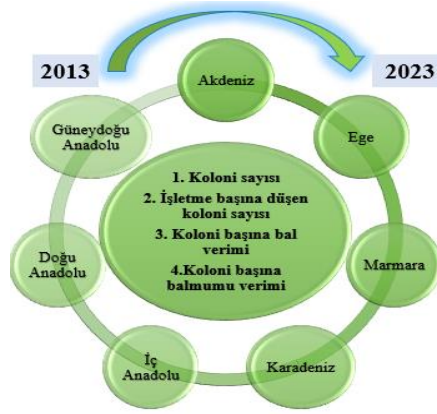 2013
2023
Akdeniz
Ege
Marmara
Karadeniz
İç
Anadolu
Doğu
Anadolu
Güneydoğu
Anadolu
1. Koloni sayısı
2. İşletme başına düşen
koloni sayısı
3. Koloni başına bal
verimi
4.Koloni başına
balmumu verimi